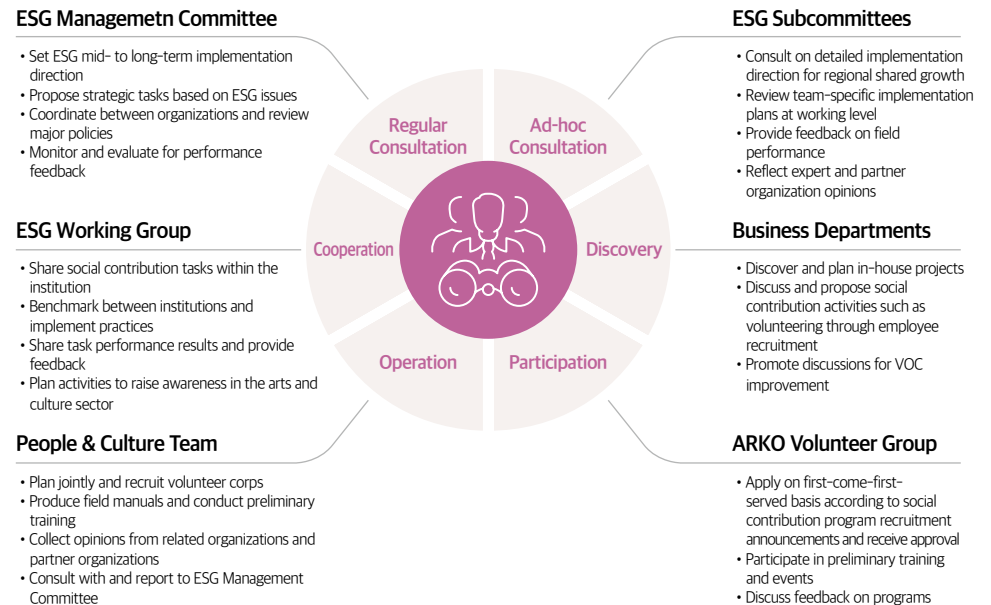 ESG Managemetn Committee
• Set ESG mid- to long-term implementation
direction
• Propose strategic tasks based on ESG issues
• Coordinate between organizations and review
major policies
• Monitor and evaluate for performance
feedback
ESG Subcommittees
• Consult on detailed implementation
direction for regional shared growth
• Review team-specific implementation
plans at working level
• Provide feedback on field
performance
• Reflect expert and partner
organization opinions
Regular
Consultation
Ad-hoc
Consultation
Cooperation
Discovery
Operation
Participation
ESG Working Group
• Share social contribution tasks within the
institution
• Benchmark between institutions and
implement practices
• Share task performance results and provide
feedback
• Plan activities to raise awareness in the arts and
culture sector
Business Departments
• Discover and plan in-house projects
• Discuss and propose social
contribution activities such as
volunteering through employee
recruitment
• Promote discussions for VOC
improvement
People & Culture Team
• Plan jointly and recruit volunteer corps
• Produce field manuals and conduct preliminary
training
• Collect opinions from related organizations and
partner organizations
• Consult with and report to ESG Management
Committee
ARKO Volunteer Group
• Apply on first-come-first-
served basis according to social
contribution program recruitment
announcements and receive approval
• Participate in preliminary training
and events
• Discuss feedback on programs